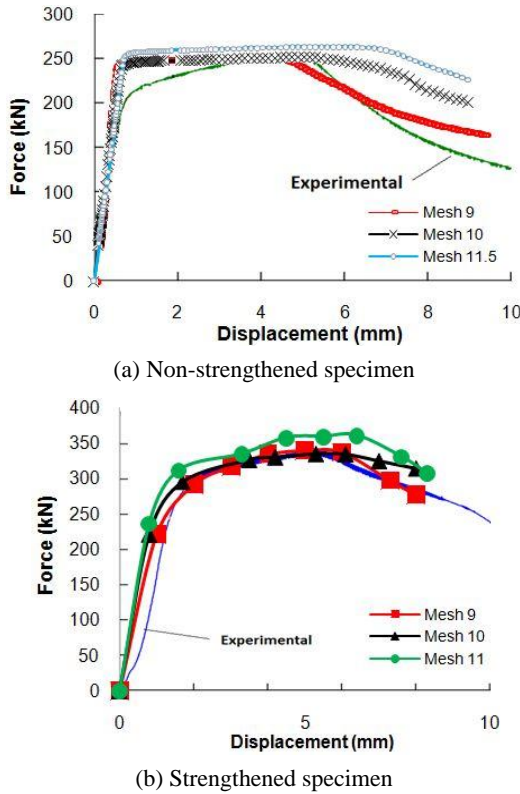 300
250
200
150
100
50
0
Force (kN)
Experimental
Mesh 9
Mesh 10
Mesh 11.5
0 2 4 6 8 10
Displacement (mm)
(a) Non-strengthened specimen
400
350
300
250
200
150
100
50
0
Force (kN)
Experimental
Mesh 9
Mesh 10
Mesh 11
0 5 10
Displacement (mm)
(b) Strengthened specimen